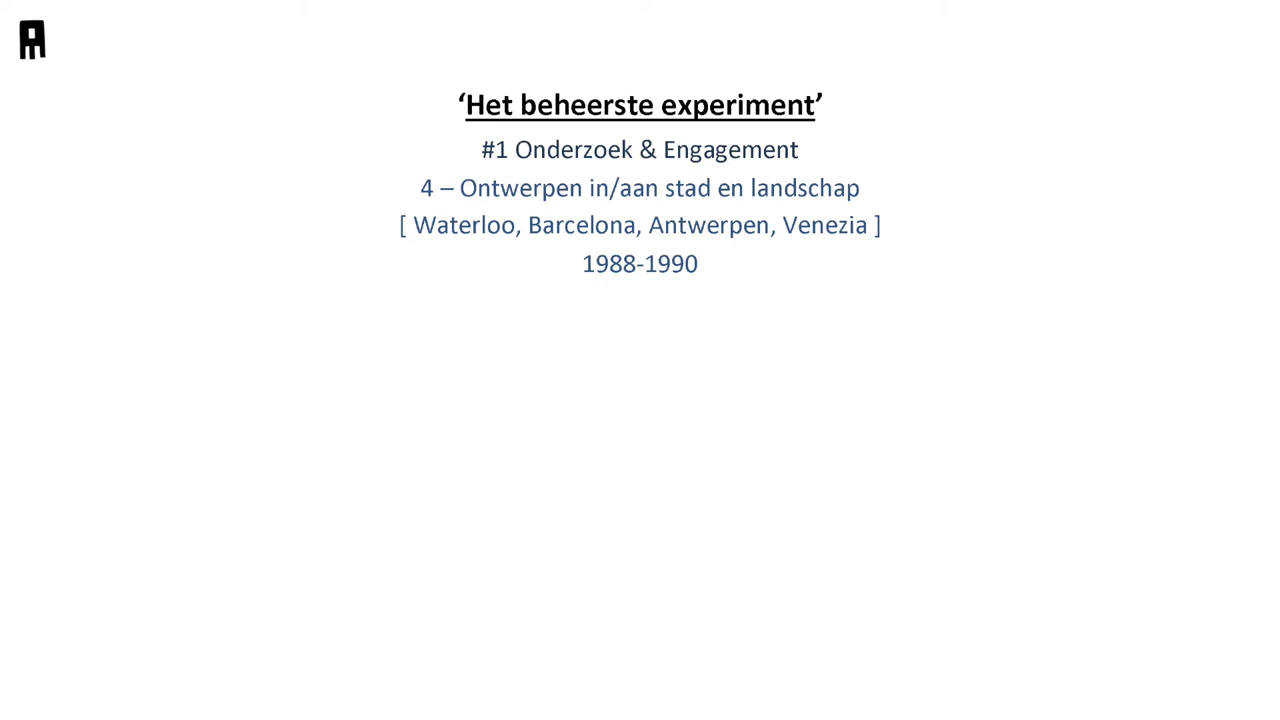 ‘Het beheerste experiment’
#1 Onderzoek & Engagement
4 – Ontwerpen in/aan stad en landschap
[ Waterloo, Barcelona, Antwerpen, Venezia ]
1988-1990